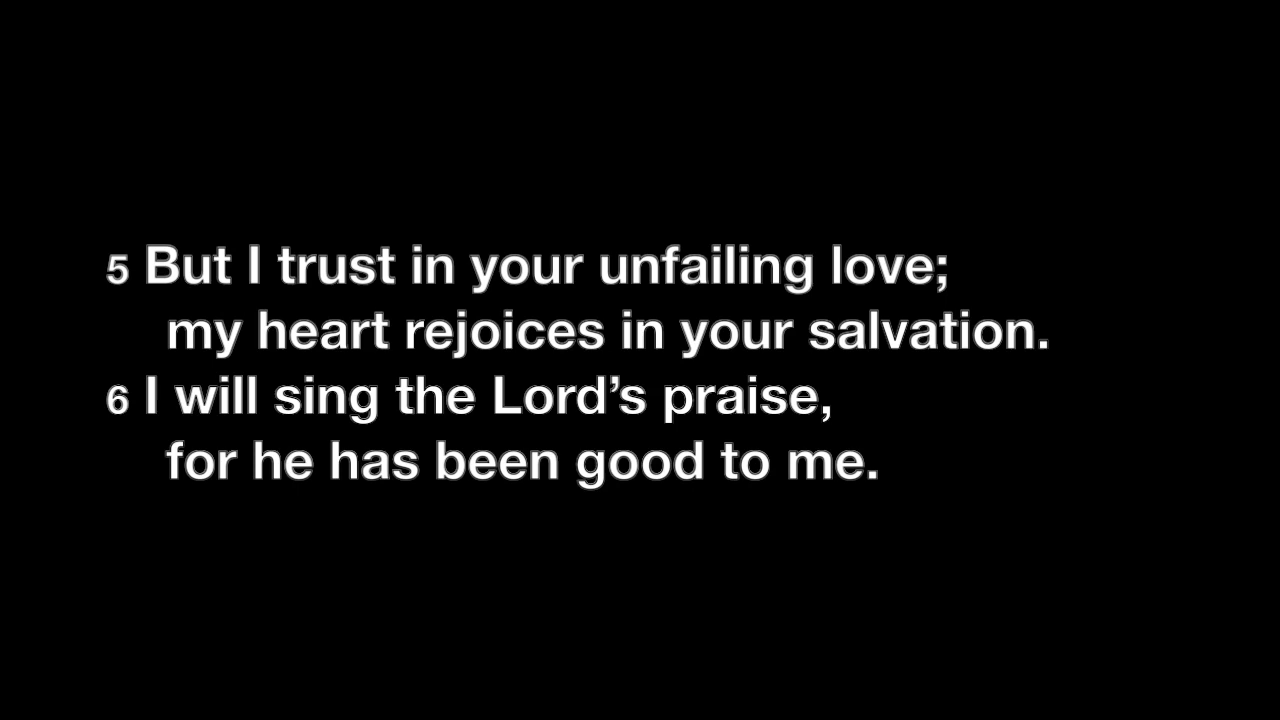 5 But I trust in your unfailing love;
my heart rejoices in your salvation.
6 I will sing the Lord’s praise,
for he has been good to me.